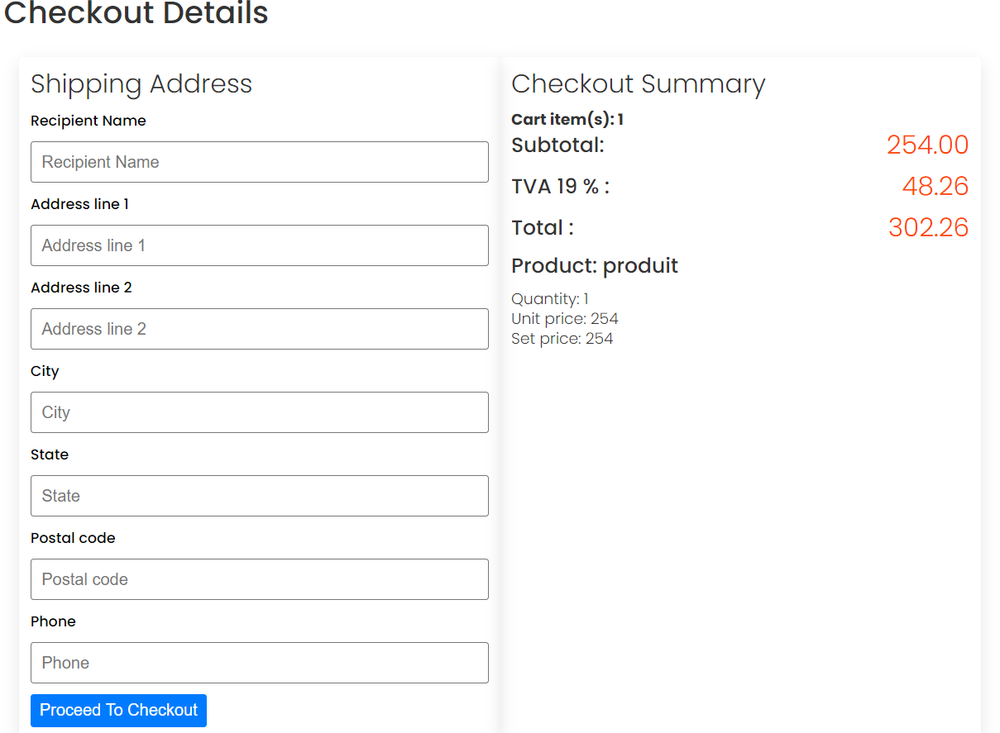 Checkout Details
Shipping Address
Recipient Name
Recipient Name
Address line 1
Address line 1
Address line 2
Address line 2
City
City
State
State
Postal code
Postal code
Phone
Phone
Proceed To Checkout
Checkout Summary
Cart item(s): 1
Subtotal: 254.00
TVA 19 % : 48.26
Total : 302.26
Product: produit
Quantity: 1
Unit price: 254
Set price: 254